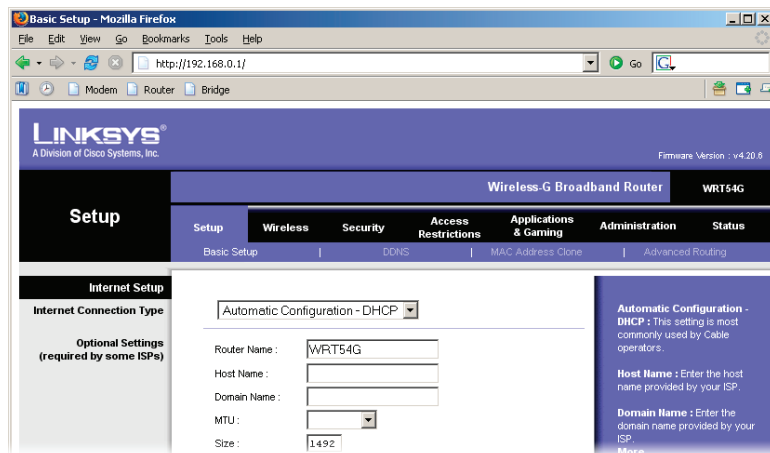 Basic Setup - Mozilla Firefox
File Edit View Go Bookmarks Tools Help
http://192.168.0.1/ Go G
Modem Router Bridge
LINKSYS®
A Division of Cisco Systems, Inc.
Firmware Version : v4.20.6
Wireless-G Broadband Router WRT54G
Setup
Setup Wireless Security Access Restrictions Applications & Gaming Administration Status
Basic Setup | DDNS | MAC Address Clone | Advanced Routing
Internet Setup
Internet Connection Type
Automatic Configuration - DHCP
Optional Settings
(required by some ISPs)
Router Name : WRT54G
Host Name :
Domain Name :
MTU :
Size : 1492
Automatic Configuration -
DHCP : This setting is most
commonly used by Cable
operators.
Host Name : Enter the host
name provided by your ISP.
Domain Name : Enter the
domain name provided by your
ISP.
More...